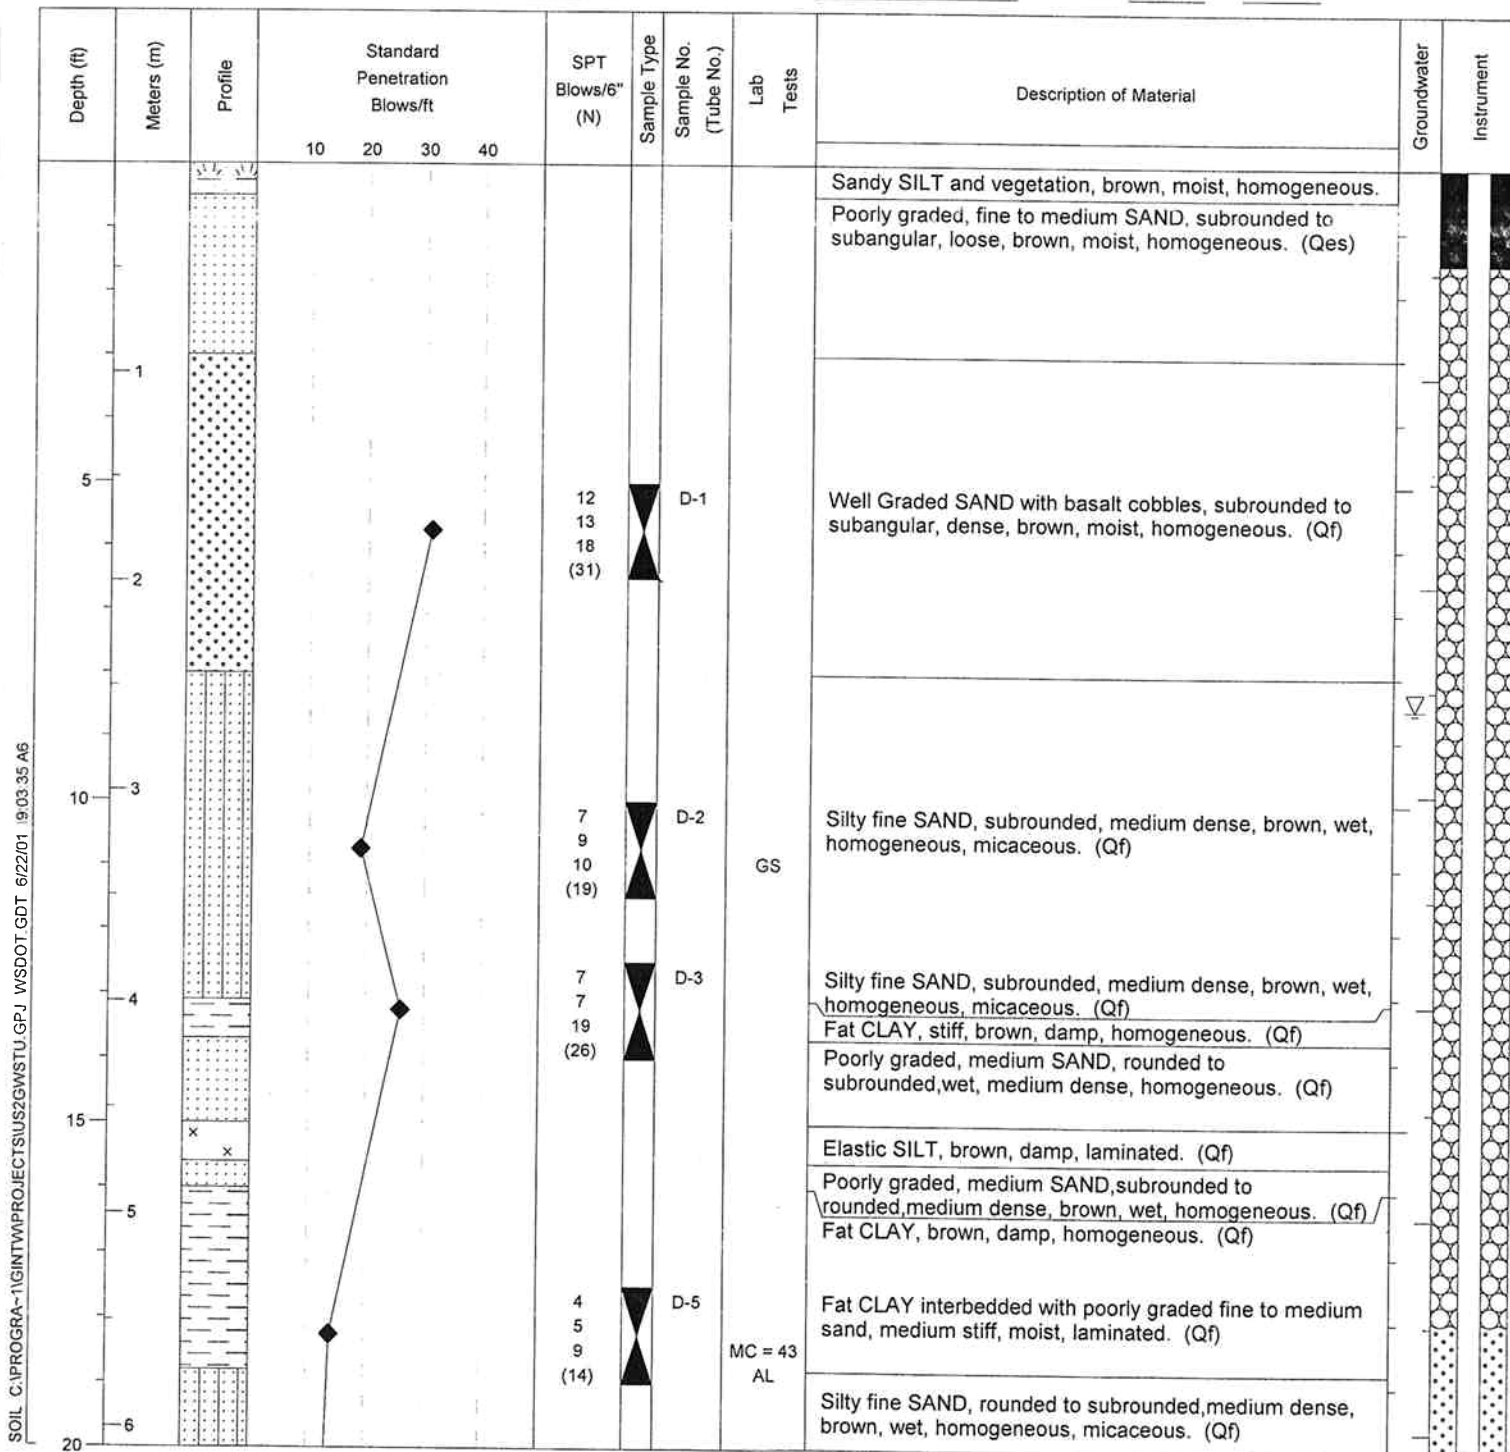 Depth (ft)
Meters (m)
Profile
Standard
Penetration
Blows/ft
10 20 30 40
SPT
Blows/6"
(N)
Sample Type
Sample No.
(Tube No.)
Lab
Tests
Description of Material
Groundwater
Instrument
Sandy SILT and vegetation, brown, moist, homogeneous.
Poorly graded, fine to medium SAND, subrounded to
subangular, loose, brown, moist, homogeneous. (Qes)
1
5
12
13
18
(31)
D-1
Well Graded SAND with basalt cobbles, subrounded to
subangular, dense, brown, moist, homogeneous. (Qf)
2
3
10
7
9
10
(19)
D-2
GS
Silty fine SAND, subrounded, medium dense, brown, wet,
homogeneous, micaceous. (Qf)
7
7
19
(26)
D-3
4
Silty fine SAND, subrounded, medium dense, brown, wet,
homogeneous, micaceous. (Qf)
Fat CLAY, stiff, brown, damp, homogeneous. (Qf)
Poorly graded, medium SAND, rounded to
subrounded,wet, medium dense, homogeneous. (Qf)
15
x
x
Elastic SILT, brown, damp, laminated. (Qf)
Poorly graded, medium SAND,subrounded to
rounded,medium dense, brown, wet, homogeneous. (Qf)
5
Fat CLAY, brown, damp, homogeneous. (Qf)
4
5
9
(14)
D-5
MC = 43
AL
Fat CLAY interbedded with poorly graded fine to medium
sand, medium stiff, moist, laminated. (Qf)
Silty fine SAND, rounded to subrounded,medium dense,
brown, wet, homogeneous, micaceous. (Qf)
6
20
SOIL C:\PROGRA~1\GINTW\PROJECTS\US2GWSTU.GPJ WSDOT.GDT 6/22/01 9:03:35 A6